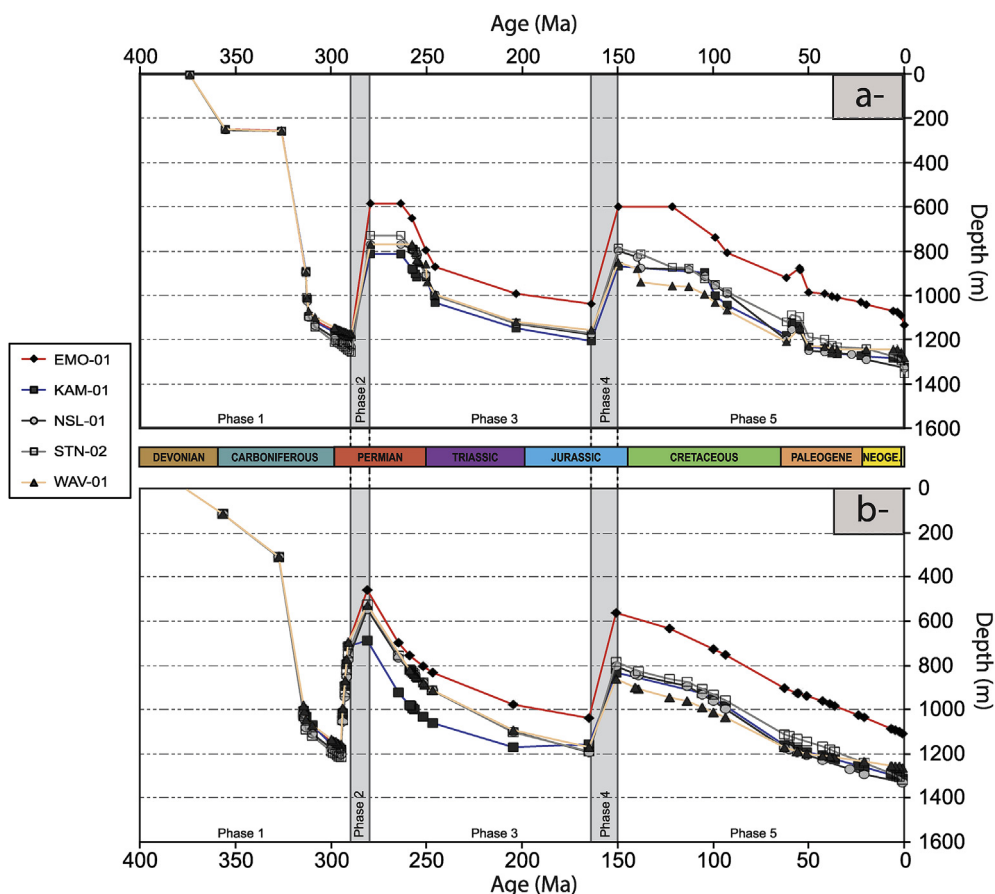 Age (Ma)
400 350 300 250 200 150 100 50 0
0
200
400
600
800
1000
1200
1400
1600
Depth (m)
a-
Phase 1
Phase 2
Phase 3
Phase 4
Phase 5
EMO-01
KAM-01
NSL-01
STN-02
WAV-01
DEVONIAN CARBONIFEROUS PERMIAN TRIASSIC JURASSIC CRETACEOUS PALEOGENE NEOGE.
b-
0
200
400
600
800
1000
1200
1400
1600
Depth (m)
Phase 1
Phase 2
Phase 3
Phase 4
Phase 5
400 350 300 250 200 150 100 50 0
Age (Ma)